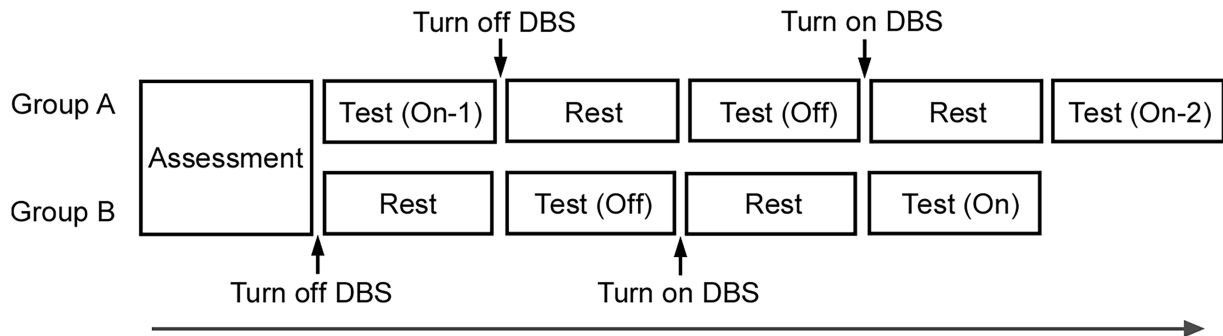 Turn off DBS Turn on DBS
Group A Test (On-1) Rest Test (Off) Rest Test (On-2)
Assessment
Group B Rest Test (Off) Rest Test (On)
Turn off DBS Turn on DBS